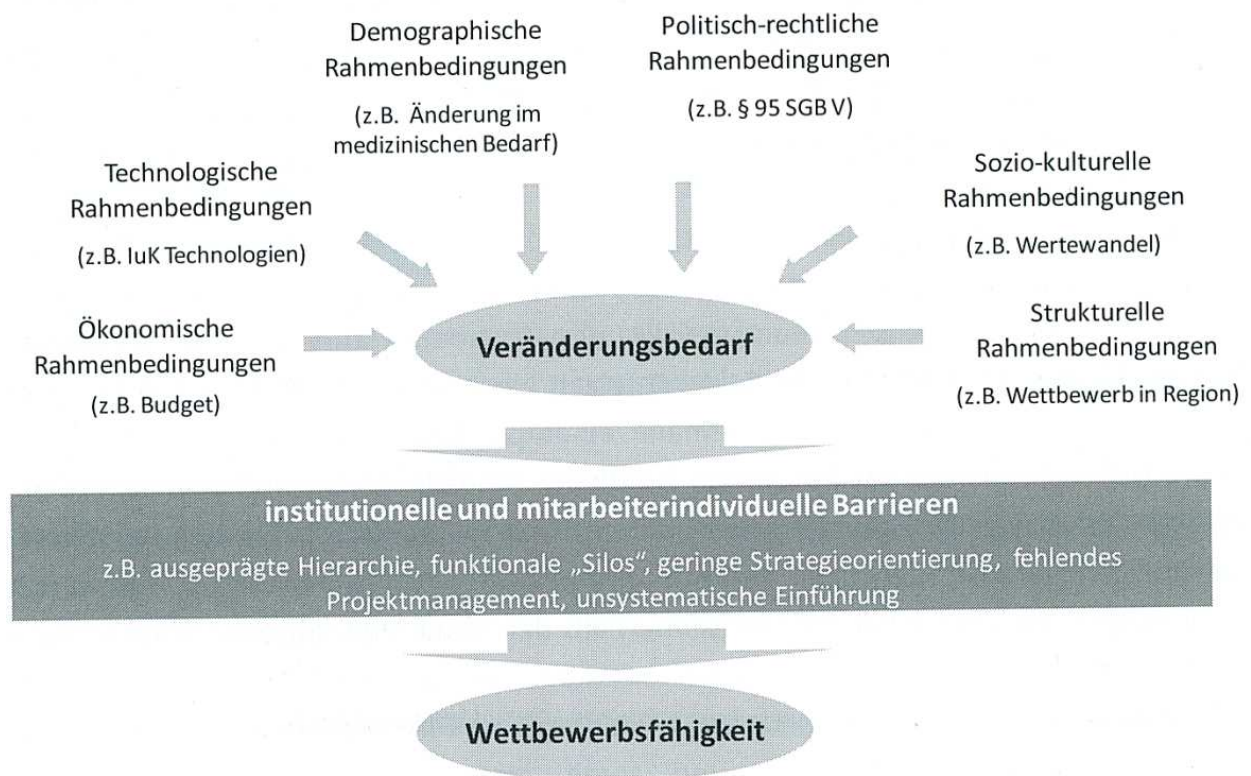 Demographische
Rahmenbedingungen
(z.B. Änderung im
medizinischen Bedarf)
Politisch-rechtliche
Rahmenbedingungen
(z.B. § 95 SGB V)
Technologische
Rahmenbedingungen
(z.B. IuK Technologien)
Sozio-kulturelle
Rahmenbedingungen
(z.B. Wertewandel)
Ökonomische
Rahmenbedingungen
(z.B. Budget)
Veränderungsbedarf
Strukturelle
Rahmenbedingungen
(z.B. Wettbewerb in Region)
institutionelle und mitarbeiterindividuelle Barrieren
z.B. ausgeprägte Hierarchie, funktionale „Silos“, geringe Strategieorientierung, fehlendes
Projektmanagement, unsystematische Einführung
Wettbewerbsfähigkeit